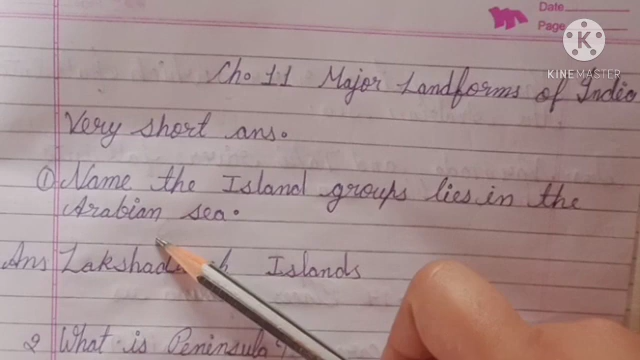 Date
Page
KINEMASTER
Ch. 11 Major Landforms of India
Very short ans.
① Name the Island groups lies in the
Arabian sea.
Ans Islands
2 What is Peninsula?